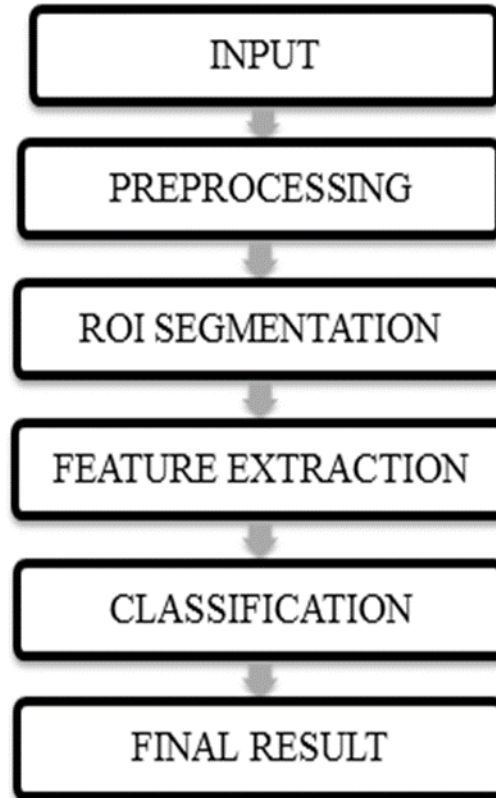 INPUT
PREPROCESSING
ROI SEGMENTATION
FEATURE EXTRACTION
CLASSIFICATION
FINAL RESULT